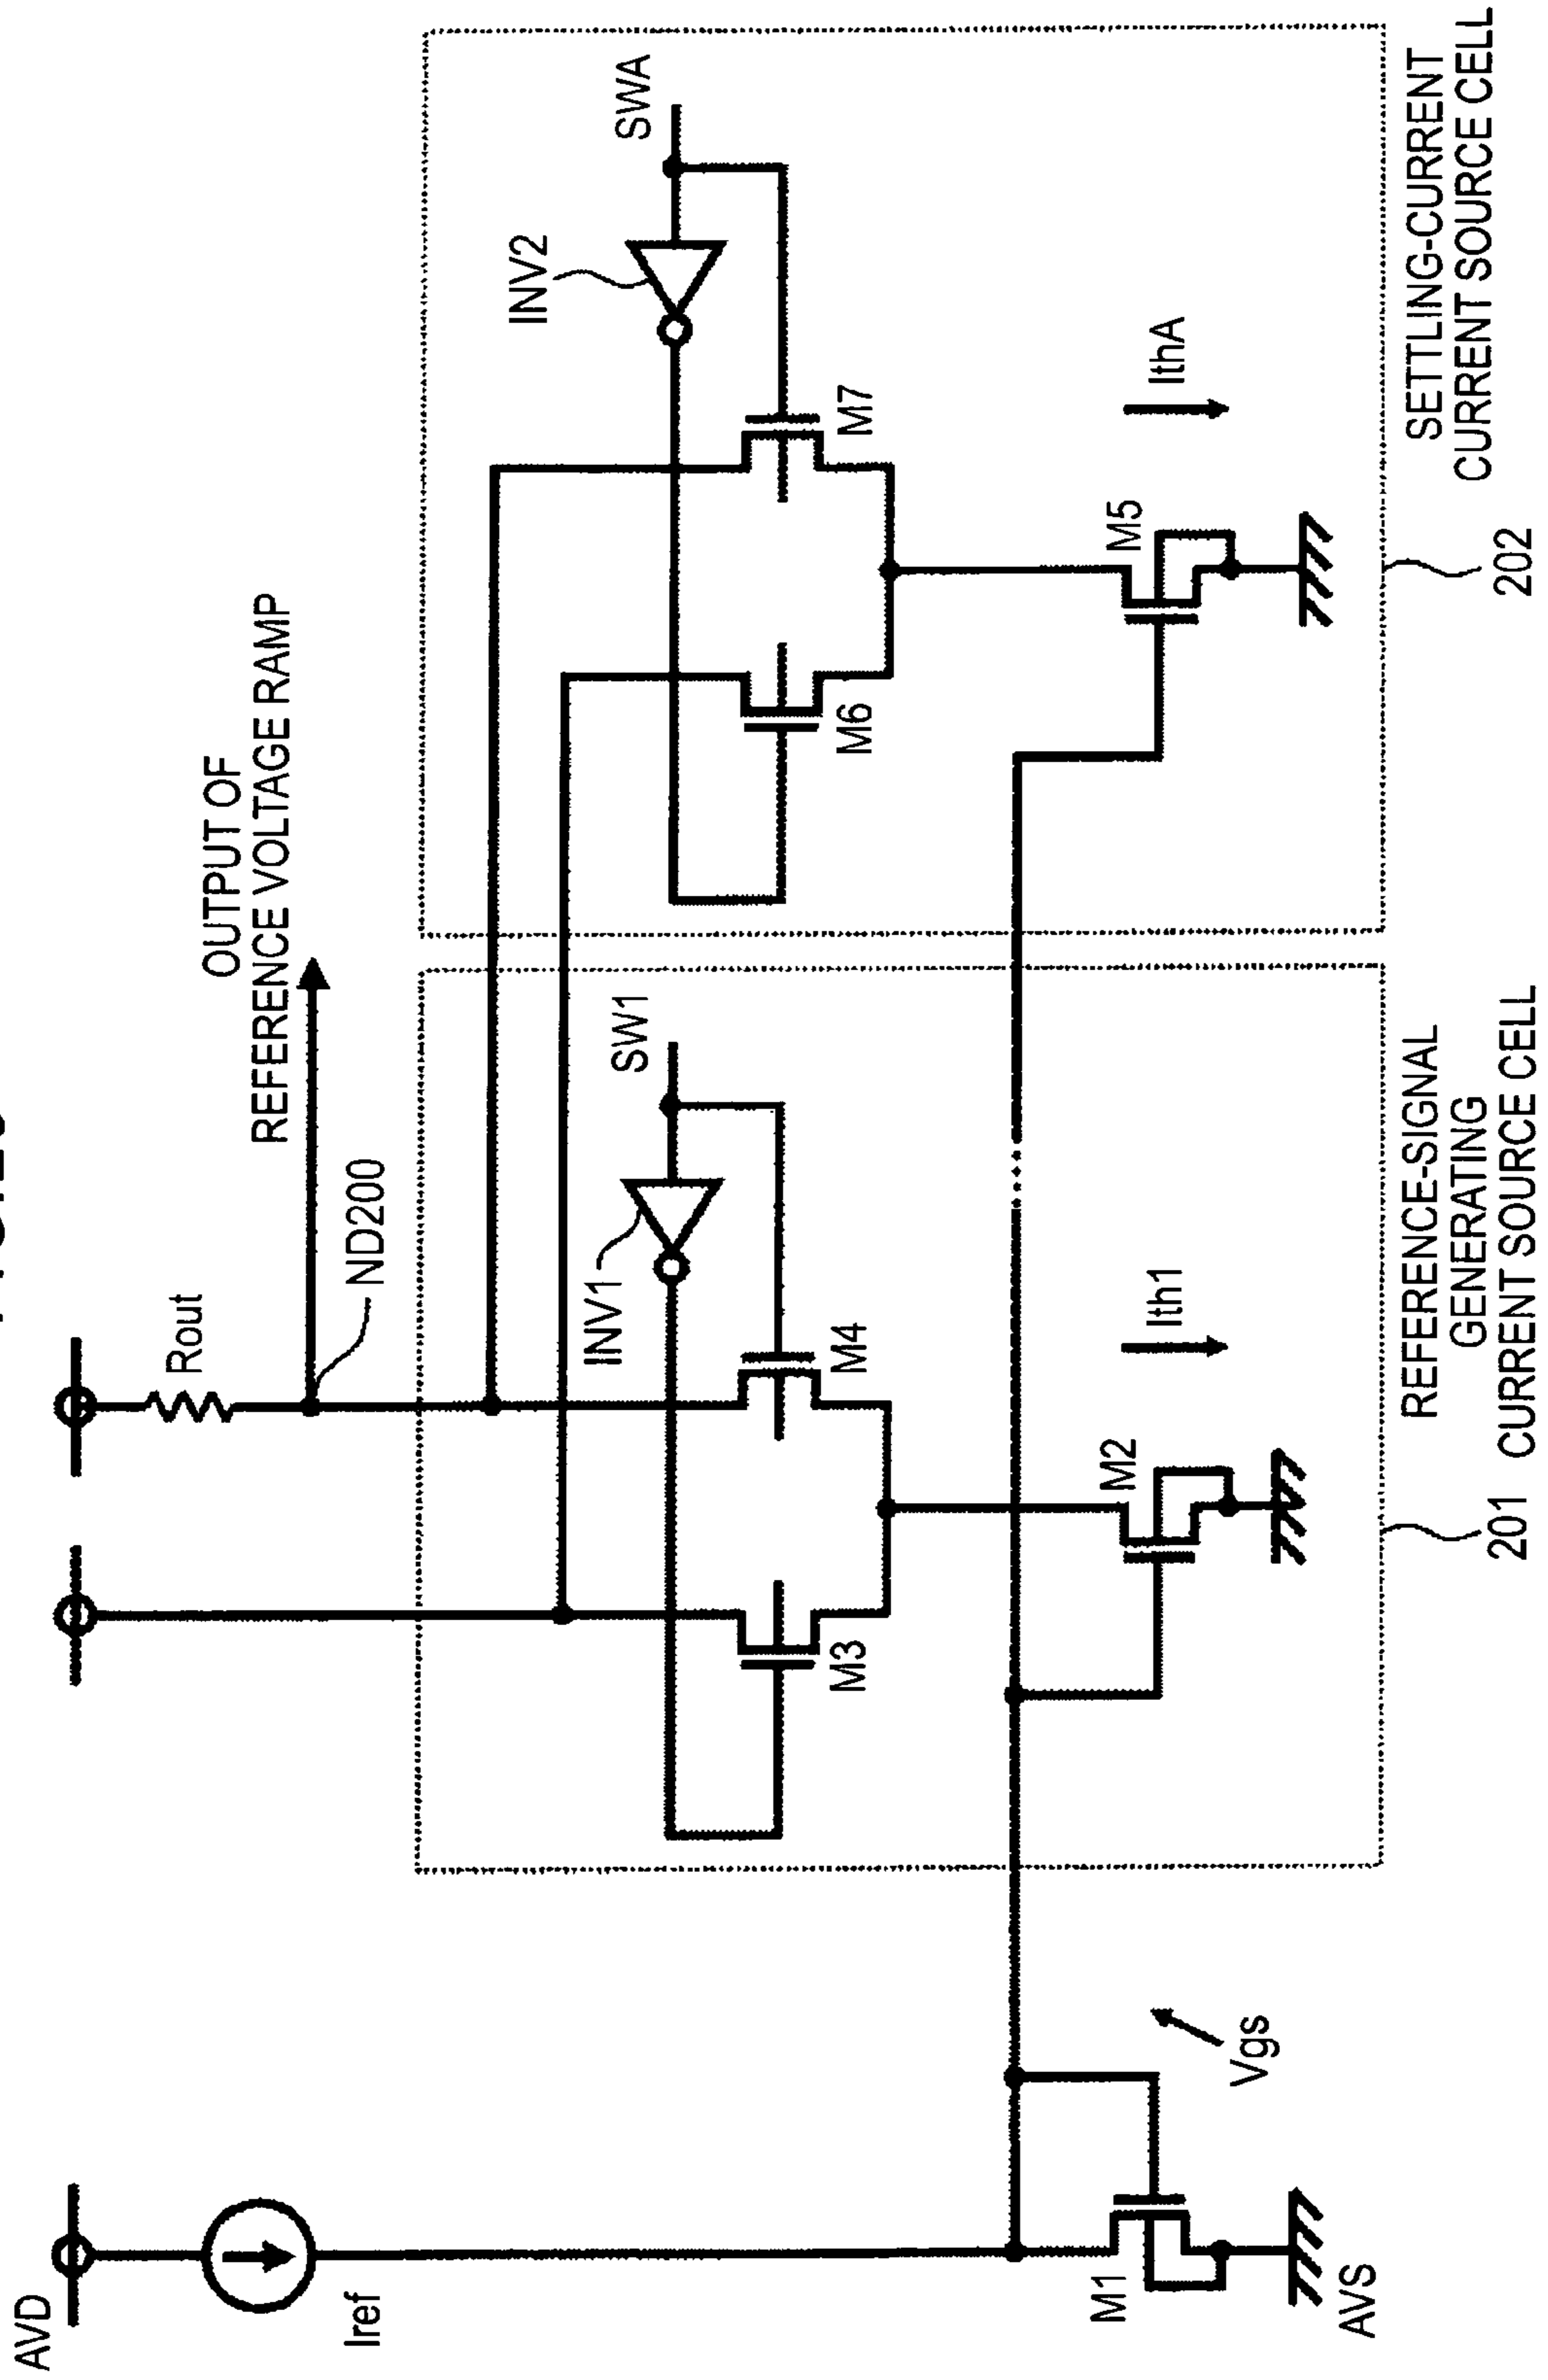 AVD
Iref
Rout
ND200
OUTPUT OF
REFERENCE VOLTAGE RAMP
INV1
SW1
INV2
SWA
M3
M4
M6
M7
M1
AVS
Vgs
M2
Ith1
M5
IthA
201
REFERENCE-SIGNAL
GENERATING
CURRENT SOURCE CELL
202
SETTLING-CURRENT
CURRENT SOURCE CELL